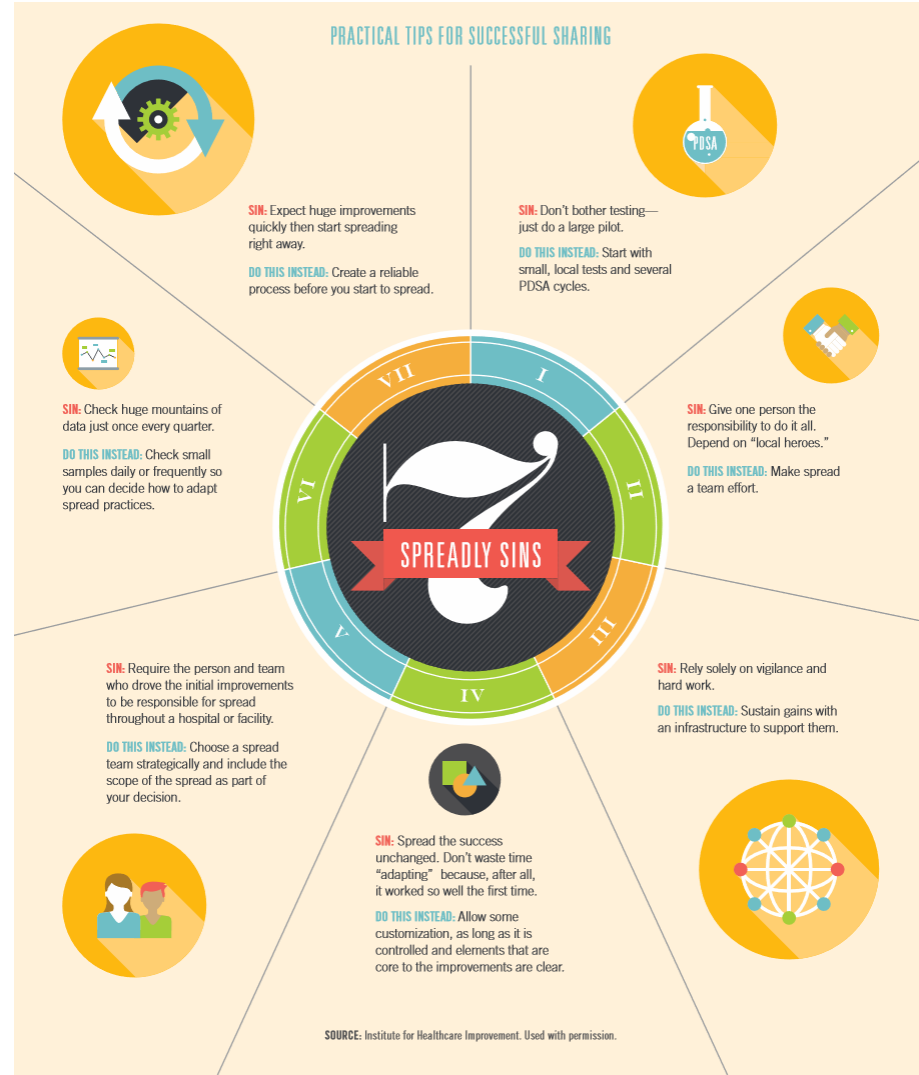 PRACTICAL TIPS FOR SUCCESSFUL SHARING
PDSA
SIN: Don’t bother testing—
just do a large pilot.
DO THIS INSTEAD: Start with
small, local tests and several
PDSA cycles.
SIN: Give one person the
responsibility to do it all.
Depend on “local heroes.”
DO THIS INSTEAD: Make spread
a team effort.
SIN: Rely solely on vigilance and
hard work.
DO THIS INSTEAD: Sustain gains with
an infrastructure to support them.
SIN: Spread the success
unchanged. Don’t waste time
“adapting” because, after all,
it worked so well the first time.
DO THIS INSTEAD: Allow some
customization, as long as it is
controlled and elements that are
core to the improvements are clear.
SIN: Require the person and team
who drove the initial improvements
to be responsible for spread
throughout a hospital or facility.
DO THIS INSTEAD: Choose a spread
team strategically and include the
scope of the spread as part of
your decision.
SIN: Check huge mountains of
data just once every quarter.
DO THIS INSTEAD: Check small
samples daily or frequently so
you can decide how to adapt
spread practices.
SIN: Expect huge improvements
quickly then start spreading
right away.
DO THIS INSTEAD: Create a reliable
process before you start to spread.
I
II
III
IV
V
VI
VII
7
SPREADLY SINS
SOURCE: Institute for Healthcare Improvement. Used with permission.